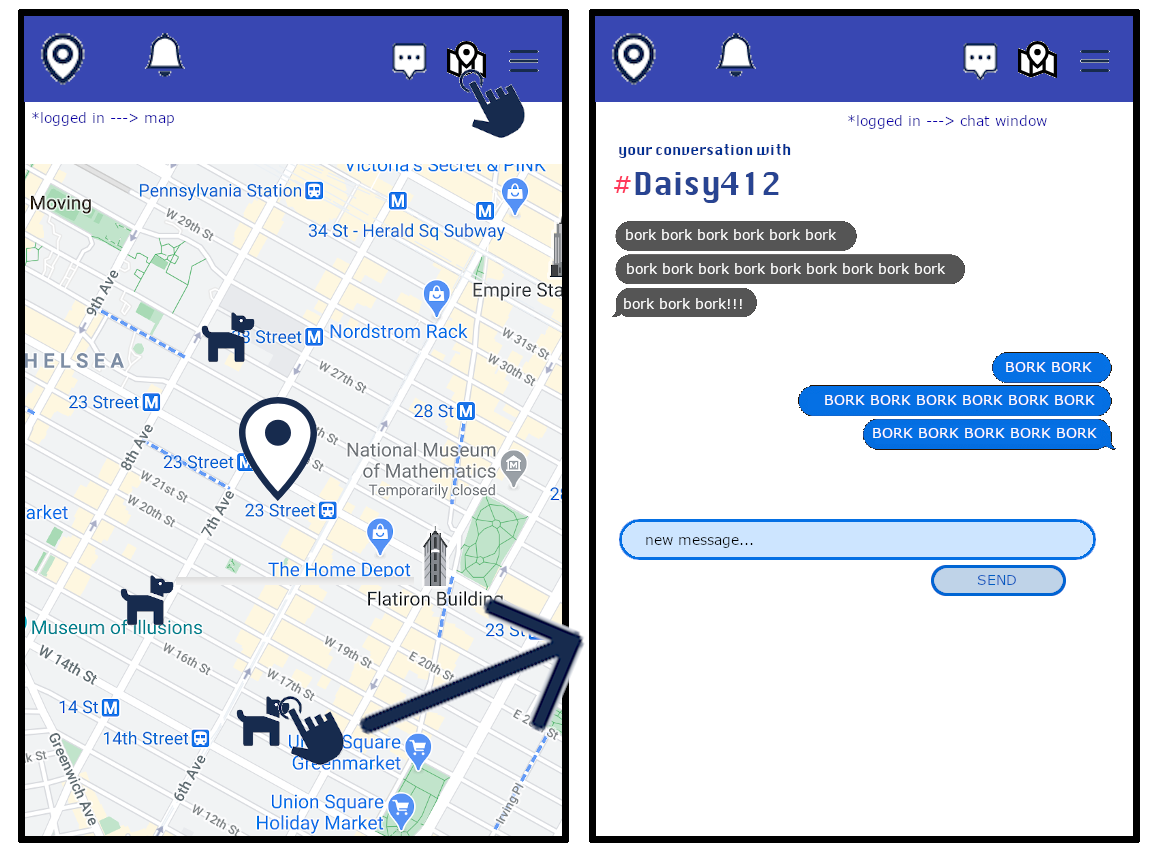 *logged in ---> map
Victoria's Secret & PINK
Pennsylvania Station
Moving
M
M
W 29th St
34 St - Herald Sq Subway
Empire Sta
9th Ave
Nordstrom Rack
Street M
W 31st St
HELSEA
W 30th St
W 27th St
23 Street M
28 St M
8th Ave
National Museum
of Mathematics
Temporarily closed
23 Street
W 21st St
W 20th St
7th Ave
23 Street
arket
The Home Depot
Flatiron Building
23 St
Museum of Illusions
W 19th St
E 20th St
W 16th St
W 14th St
W 17th St
14 St M
E 2
14th Street
Square
Greenmarket
k St
Greenwich Ave
6th Ave
Union Square
Holiday Market
W 12th St
Irving Pl
*logged in ---> chat window
your conversation with
#Daisy412
bork bork bork bork bork bork
bork bork bork bork bork bork bork bork bork
bork bork bork!!!
BORK BORK
BORK BORK BORK BORK BORK BORK
BORK BORK BORK BORK BORK
new message...
SEND